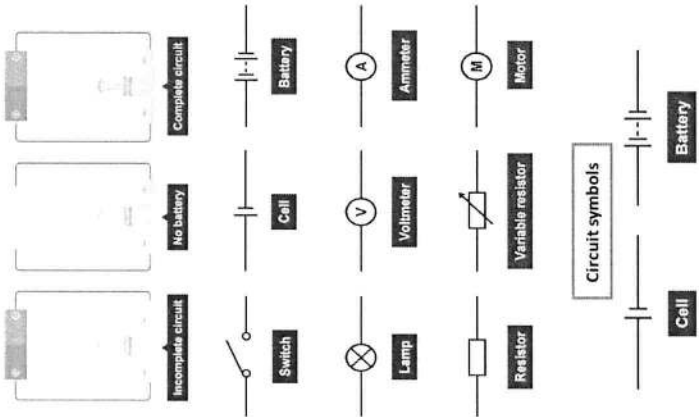 Incomplete circuit
No battery
Complete circuit
Switch
Cell
Battery
V
A
Lamp
Voltmeter
Ammeter
M
Resistor
Variable resistor
Motor
Circuit symbols
Cell
Battery